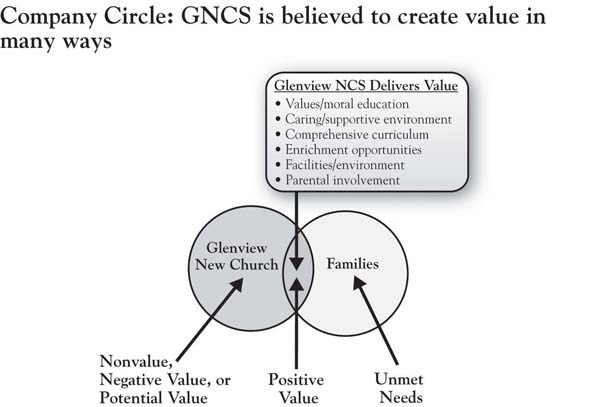 Company Circle: GNCS is believed to create value in
many ways
Glenview NCS Delivers Value
• Values/moral education
• Caring/supportive environment
• Comprehensive curriculum
• Enrichment opportunities
• Facilities/environment
• Parental involvement
Glenview
New Church
Families
Nonvalue,
Negative Value, or
Potential Value
Positive
Value
Unmet
Needs